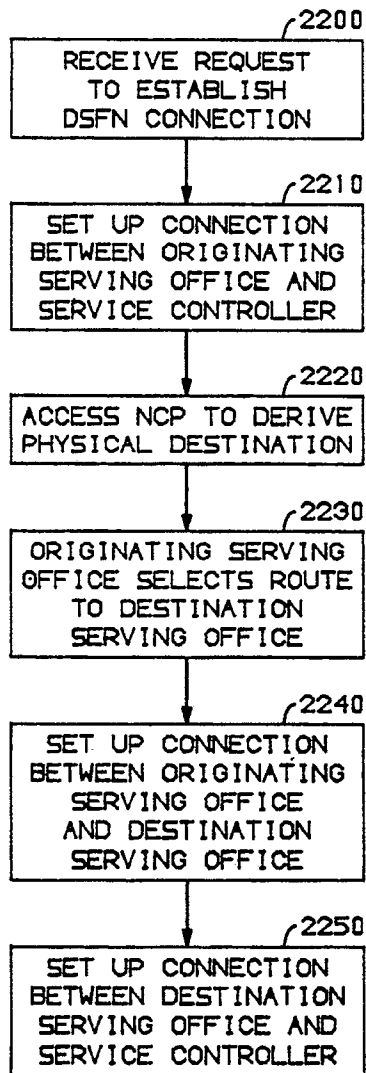 2200
RECEIVE REQUEST
TO ESTABLISH
DSFN CONNECTION
2210
SET UP CONNECTION
BETWEEN ORIGINATING
SERVING OFFICE AND
SERVICE CONTROLLER
2220
ACCESS NCP TO DERIVE
PHYSICAL DESTINATION
2230
ORIGINATING SERVING
OFFICE SELECTS ROUTE
TO DESTINATION
SERVING OFFICE
2240
SET UP CONNECTION
BETWEEN ORIGINATING
SERVING OFFICE
AND DESTINATION
SERVING OFFICE
2250
SET UP CONNECTION
BETWEEN DESTINATION
SERVING OFFICE AND
SERVICE CONTROLLER